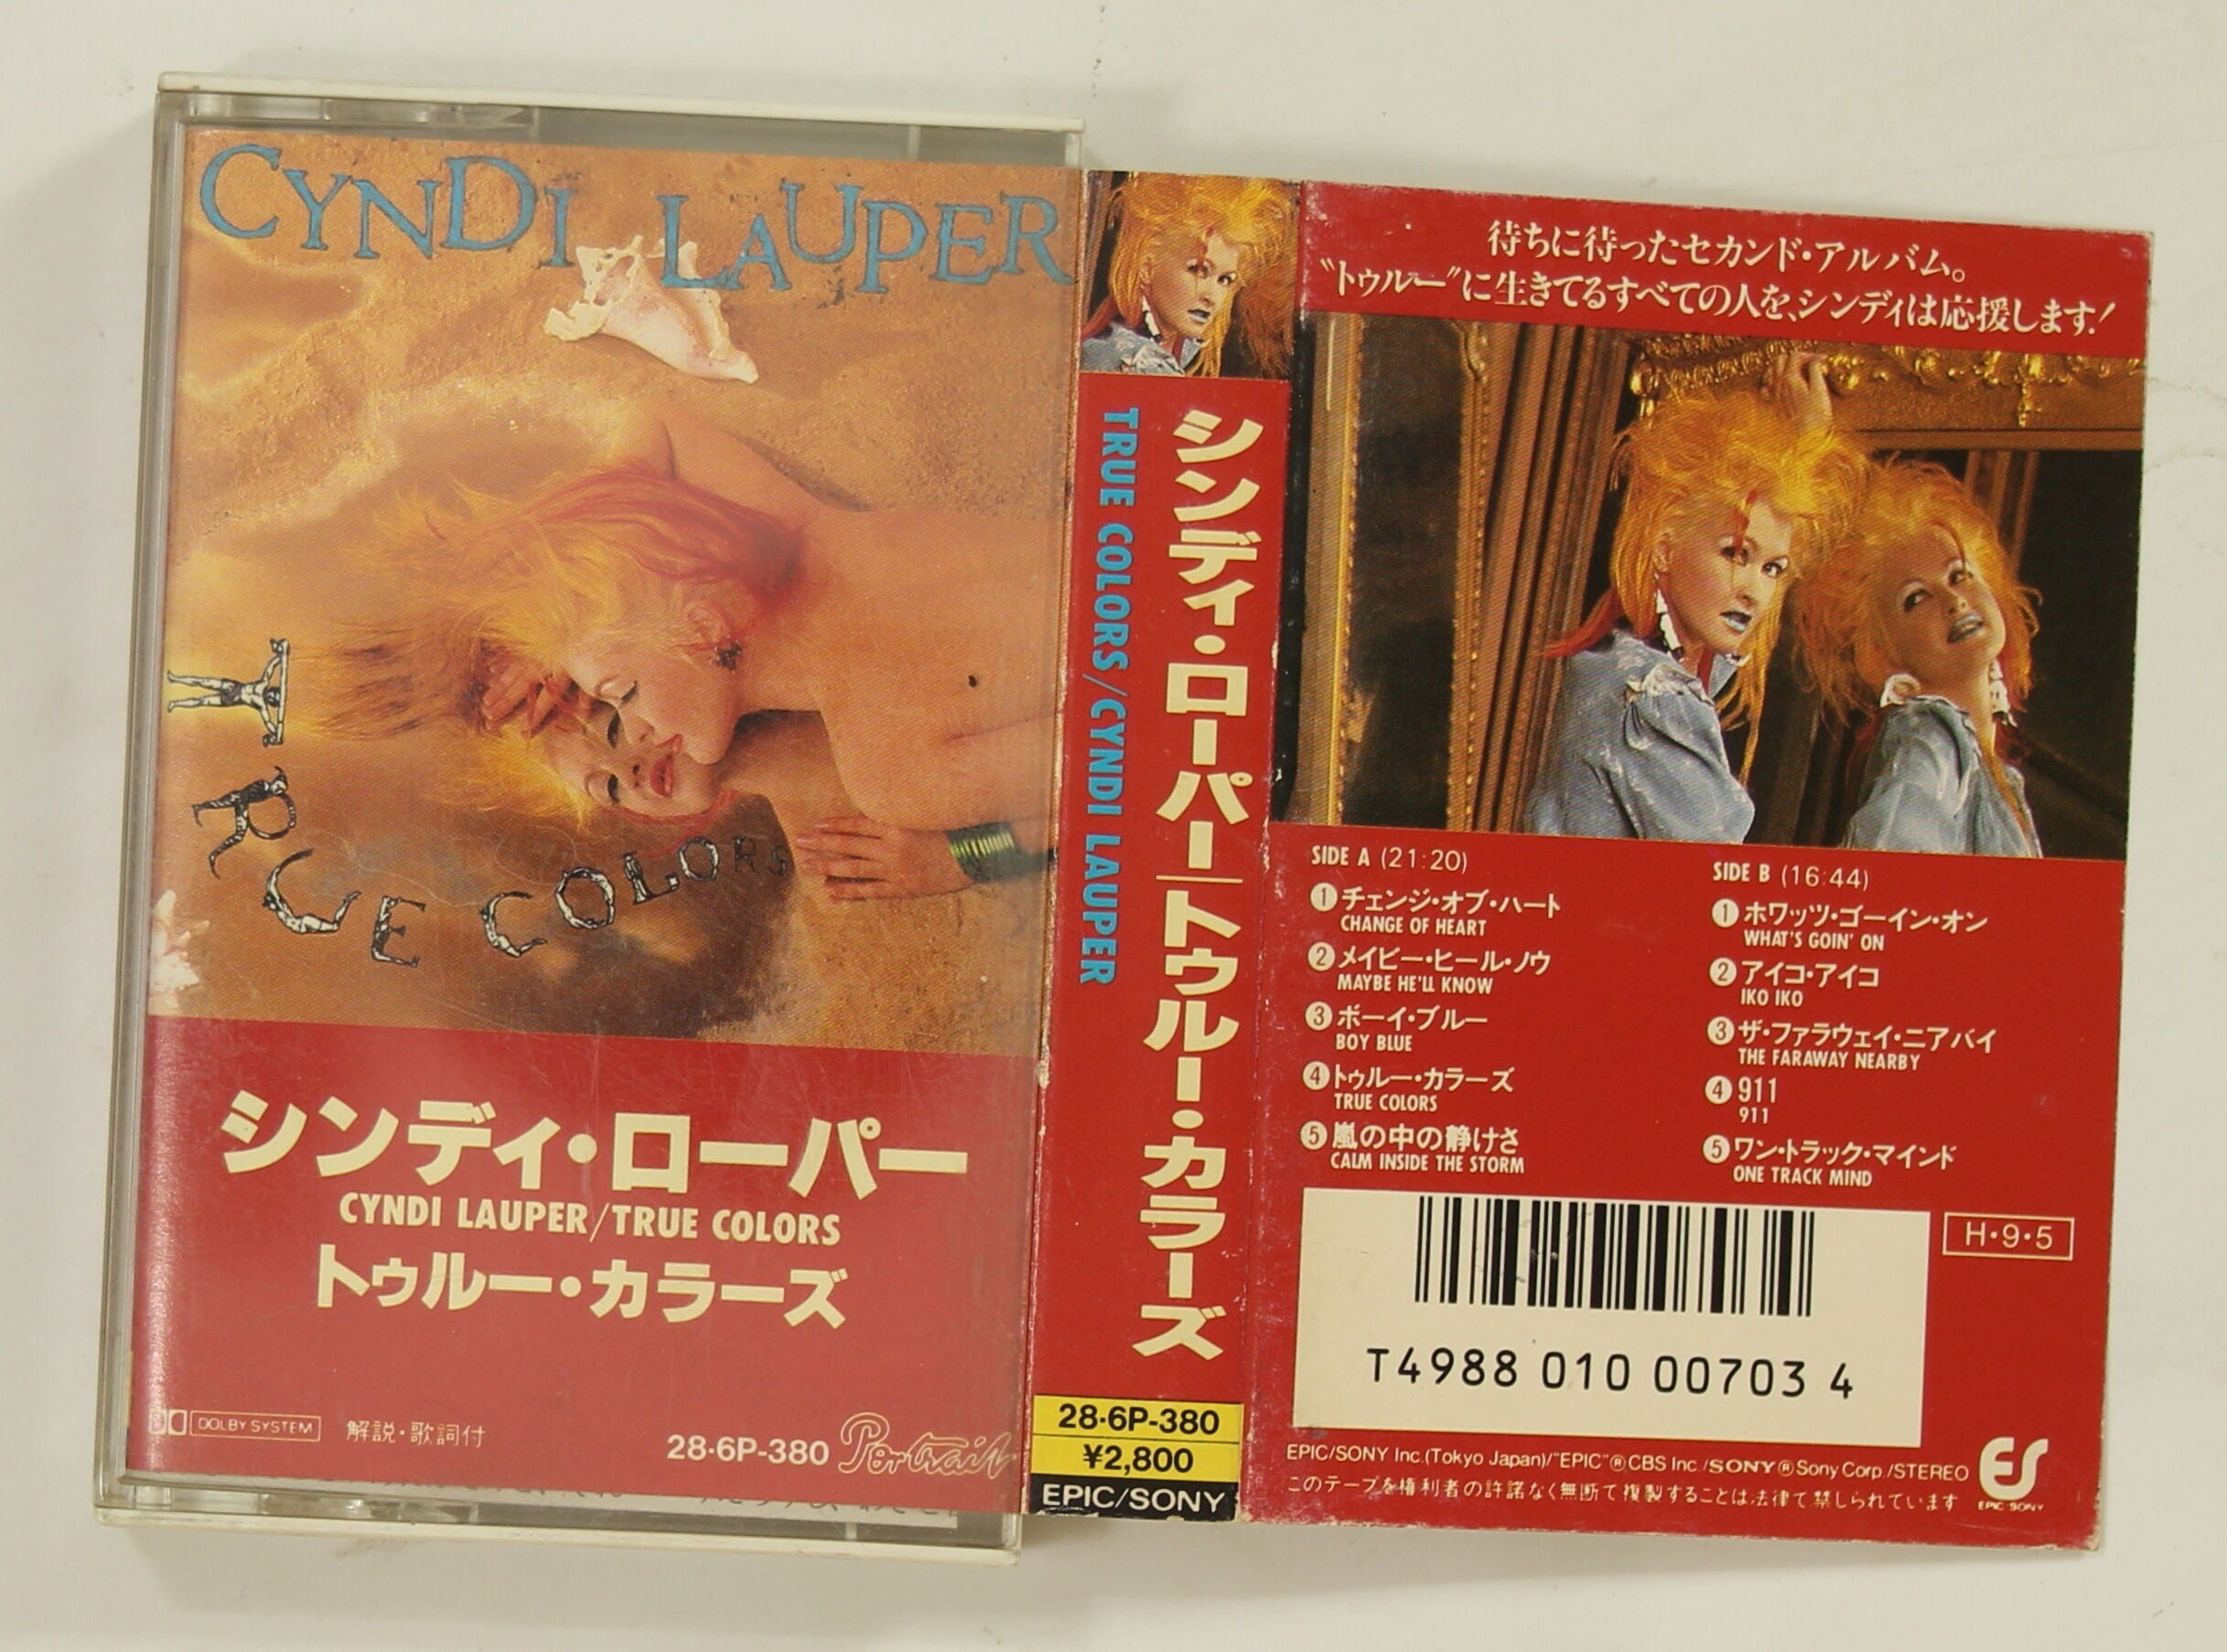 CYNDI LAUPER
TRUE COLORS
シンディ・ローパー
CYNDI LAUPER/TRUE COLORS
トゥルー・カラーズ
DOLBY SYSTEM
解説・歌詞付
28・6P-380
Portrait
シンディ・ローパー|トゥルー・カラーズ
TRUE COLORS/CYNDI LAUPER
28・6P-380
¥2,800
EPIC/SONY
待ちに待ったセカンド・アルバム。
"トゥルー"に生きてるすべての人を、シンディは応援します!
SIDE A (21:20)
①チェンジ・オブ・ハート
CHANGE OF HEART
②メイビー・ヒール・ノウ
MAYBE HE'LL KNOW
③ボーイ・ブルー
BOY BLUE
④トゥルー・カラーズ
TRUE COLORS
⑤嵐の中の静けさ
CALM INSIDE THE STORM
SIDE B (16:44)
①ホワッツ・ゴーイン・オン
WHAT'S GOIN' ON
②アイコ・アイコ
IKO IKO
③ザ・ファラウェイ・ニアバイ
THE FARAWAY NEARBY
④911
911
⑤ワン・トラック・マインド
ONE TRACK MIND
H・9・5
T4988 010 00703 4
EPIC/SONY Inc.(Tokyo Japan)/"EPIC"®CBS Inc./SONY®Sony Corp./STEREO
このテープを権利者の許諾なく無断で複製することは法律で禁じられています
ES
EPIC・SONY